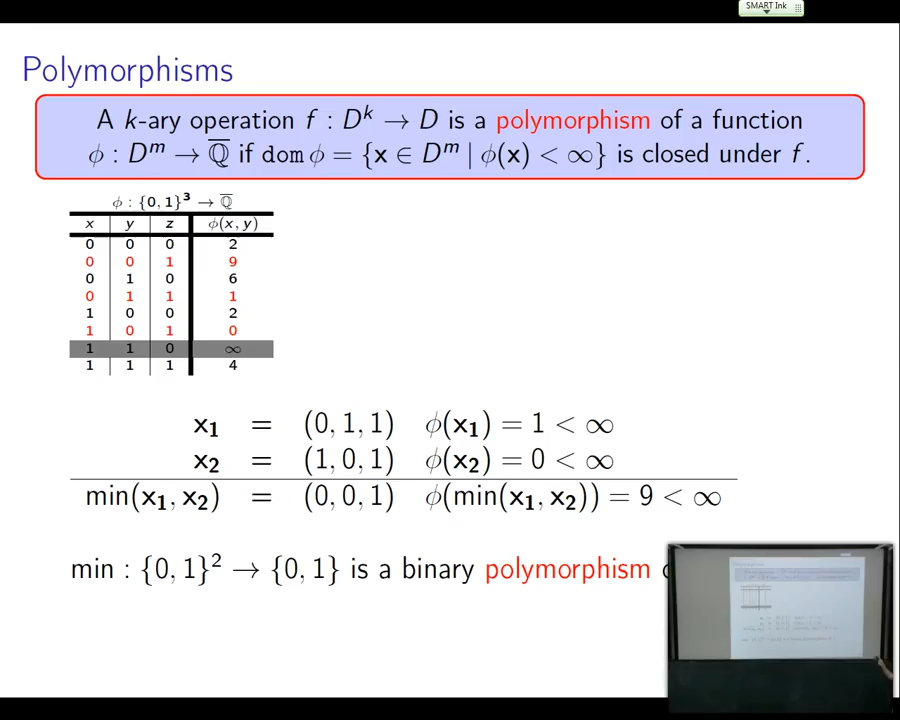 SMART Ink
Polymorphisms
A k-ary operation f : Dᵏ → D is a polymorphism of a function
ϕ : Dᵐ → ℚ̅ if dom ϕ = {x ∈ Dᵐ | ϕ(x) < ∞} is closed under f.
ϕ : {0, 1}³ → ℚ̅
x y z ϕ(x, y)
0 0 0 2
0 0 1 9
0 1 0 6
0 1 1 1
1 0 0 2
1 0 1 0
1 1 0 ∞
1 1 1 4
x₁ = (0, 1, 1) ϕ(x₁) = 1 < ∞
x₂ = (1, 0, 1) ϕ(x₂) = 0 < ∞
min(x₁, x₂) = (0, 0, 1) ϕ(min(x₁, x₂)) = 9 < ∞
min : {0, 1}² → {0, 1} is a binary polymorphism